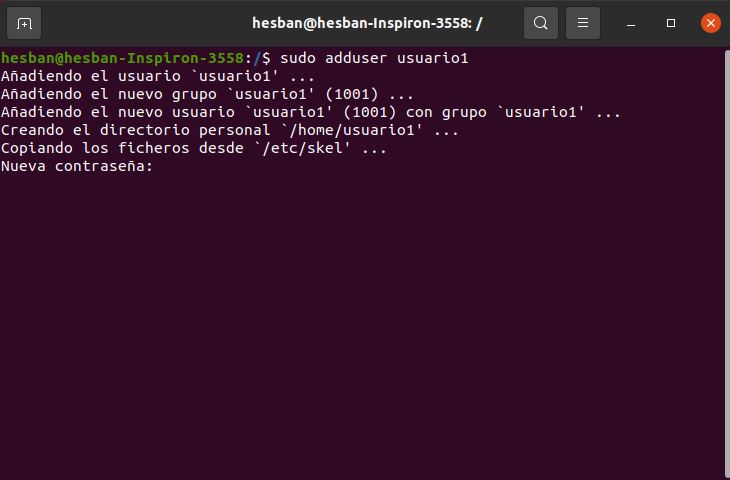 hesban@hesban-Inspiron-3558: /
hesban@hesban-Inspiron-3558:/$ sudo adduser usuario1
Añadiendo el usuario `usuario1' ...
Añadiendo el nuevo grupo `usuario1' (1001) ...
Añadiendo el nuevo usuario `usuario1' (1001) con grupo `usuario1' ...
Creando el directorio personal `/home/usuario1' ...
Copiando los ficheros desde `/etc/skel' ...
Nueva contraseña: